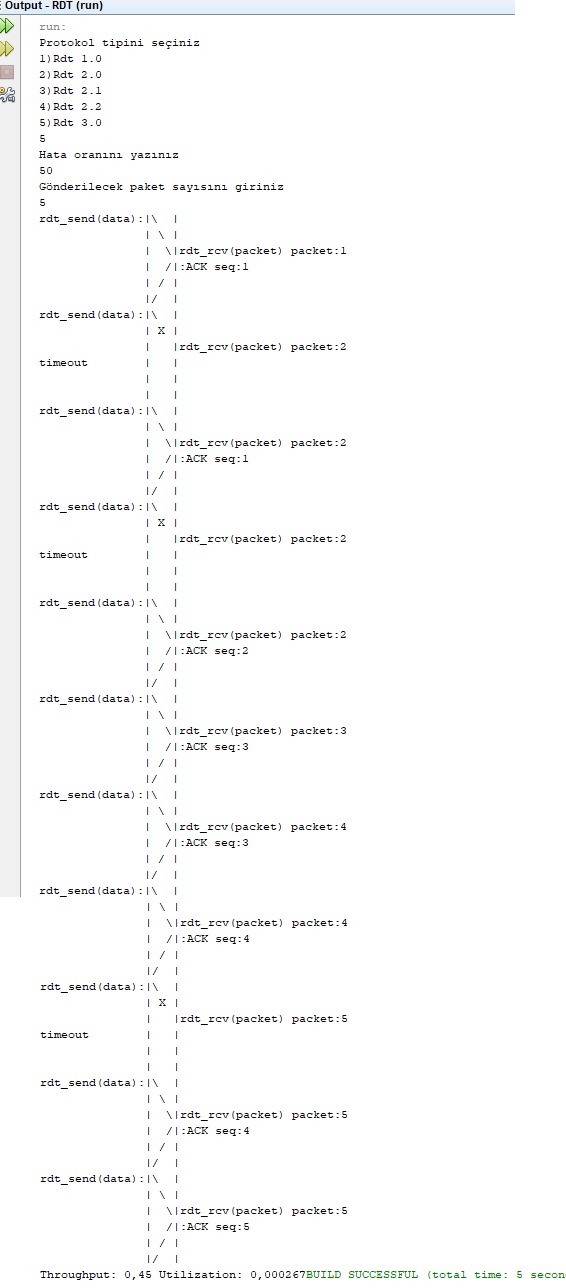 Output - RDT (run)
run:
Protokol tipini seçiniz
1)Rdt 1.0
2)Rdt 2.0
3)Rdt 2.1
4)Rdt 2.2
5)Rdt 3.0
5
Hata oranını yazınız
50
Gönderilecek paket sayısını giriniz
5
rdt_send(data):|\  |
| \ |
|  \|rdt_rcv(packet) packet:1
|  /|:ACK seq:1
| / |
|/  |
rdt_send(data):|\  |
| X |
|   |rdt_rcv(packet) packet:2
timeout        |   |
|   |
|   |
rdt_send(data):|\  |
| \ |
|  \|rdt_rcv(packet) packet:2
|  /|:ACK seq:1
| / |
|/  |
rdt_send(data):|\  |
| X |
|   |rdt_rcv(packet) packet:2
timeout        |   |
|   |
|   |
rdt_send(data):|\  |
| \ |
|  \|rdt_rcv(packet) packet:2
|  /|:ACK seq:2
| / |
|/  |
rdt_send(data):|\  |
| \ |
|  \|rdt_rcv(packet) packet:3
|  /|:ACK seq:3
| / |
|/  |
rdt_send(data):|\  |
| \ |
|  \|rdt_rcv(packet) packet:4
|  /|:ACK seq:3
| / |
|/  |
rdt_send(data):|\  |
| \ |
|  \|rdt_rcv(packet) packet:4
|  /|:ACK seq:4
| / |
|/  |
rdt_send(data):|\  |
| X |
|   |rdt_rcv(packet) packet:5
timeout        |   |
|   |
|   |
rdt_send(data):|\  |
| \ |
|  \|rdt_rcv(packet) packet:5
|  /|:ACK seq:4
| / |
|/  |
rdt_send(data):|\  |
| \ |
|  \|rdt_rcv(packet) packet:5
|  /|:ACK seq:5
| / |
|/  |
Throughput: 0,45 Utilization: 0,000267BUILD SUCCESSFUL (total time: 5 secon